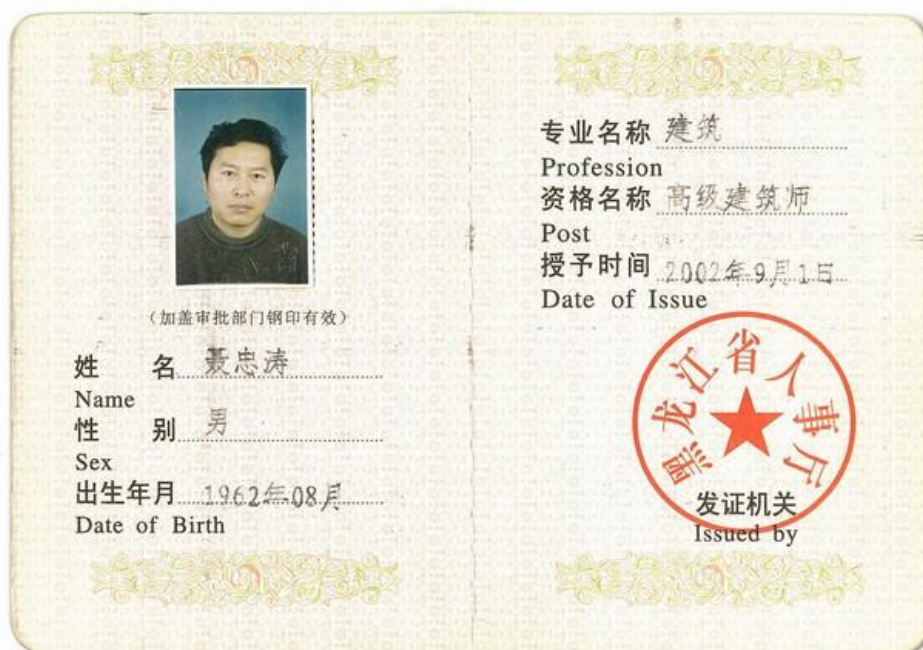 (加盖审批部门钢印有效)
姓 名 聂忠涛
Name
性 别 男
Sex
出生年月 1962年08月
Date of Birth
专业名称 建筑
Profession
资格名称 高级建筑师
Post
授予时间 2002年9月1日
Date of Issue
黑龙江省人事厅
发证机关
Issued by